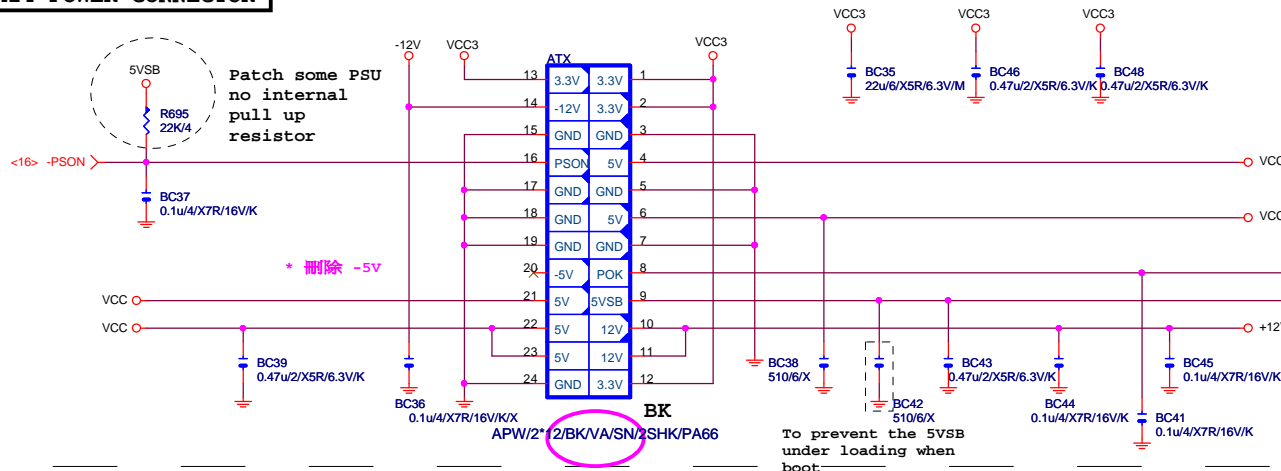 VCC3
VCC3
VCC3
BC35
22u/6/X5R/6.3V/M
BC46
0.47u/2/X5R/6.3V/K
BC48
0.47u/2/X5R/6.3V/K
5VSB
R695
22K/4
Patch some PSU
no internal
pull up
resistor
-12V
VCC3
VCC3
ATX
13 3.3V 3.3V 1
14 -12V 3.3V 2
15 GND GND 3
<16> -PSON
16 PSON 5V 4
17 GND GND 5
18 GND 5V 6
19 GND GND 7
20 -5V POK 8
21 5V 5VSB 9
22 5V 12V 10
23 5V 12V 11
24 GND 3.3V 12
BC37
0.1u/4/X7R/16V/K
* 刪除 -5V
VCC
VCC
BC39
0.47u/2/X5R/6.3V/K
BC36
0.1u/4/X7R/16V/K/X
BK
APW/2*12/BK/VA/SN/2SHK/PA66
BC38
510/6/X
BC42
510/6/X
BC43
0.47u/2/X5R/6.3V/K
BC44
0.1u/4/X7R/16V/K
BC45
0.1u/4/X7R/16V/K
BC41
0.1u/4/X7R/16V/K
To prevent the 5VSB
under loading when
boot